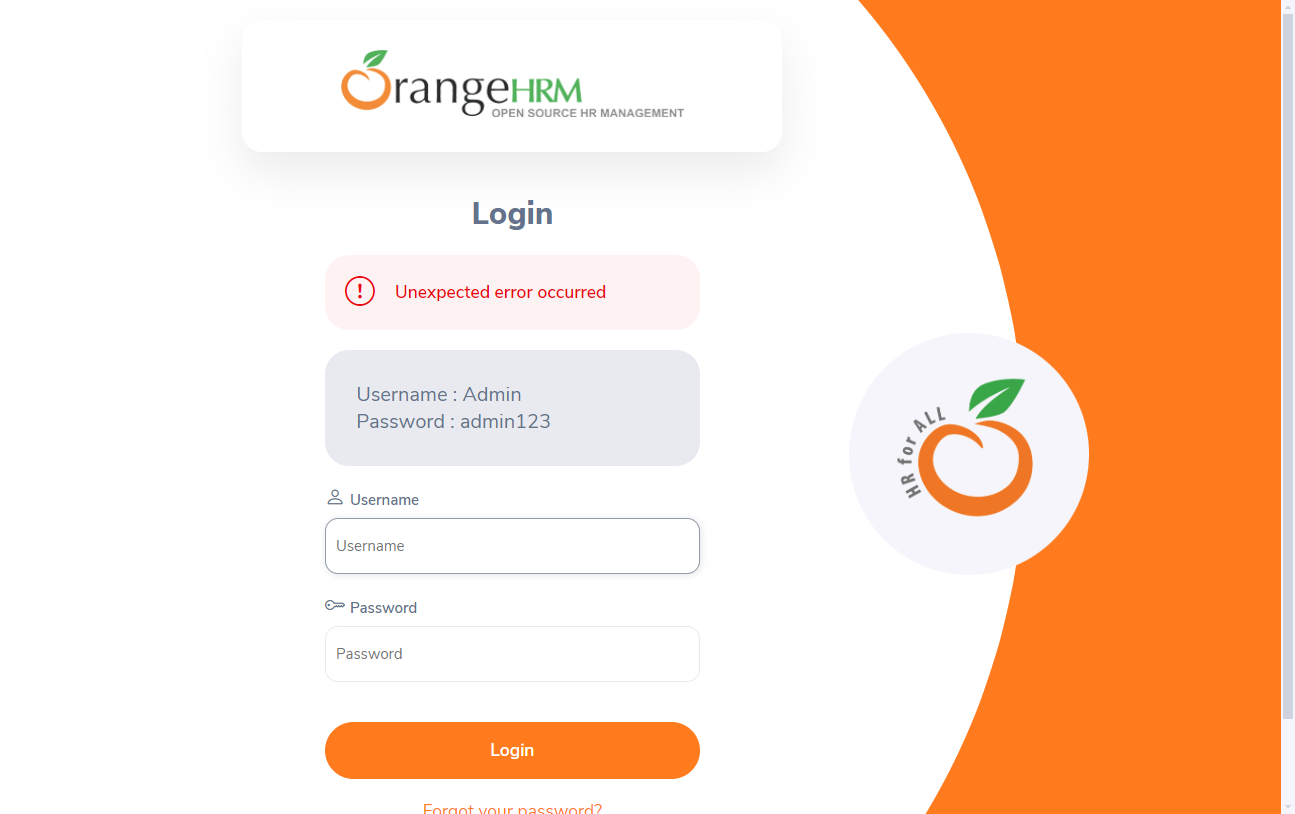 OrangeHRM
OPEN SOURCE HR MANAGEMENT
Login
Unexpected error occurred
Username : Admin
Password : admin123
Username
Username
Password
Password
Login
Forgot your password?
HR for ALL